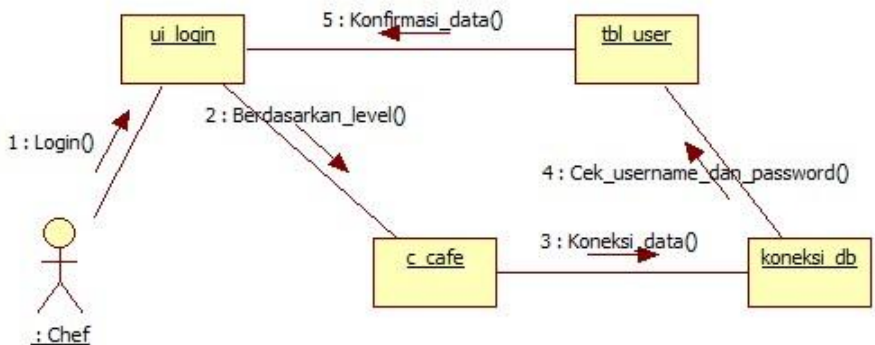 5 : Konfirmasi_data()
ui_login
tbl_user
2 : Berdasarkan_level()
1 : Login()
4 : Cek_username_dan_password()
c_cafe
3 : Koneksi_data()
koneksi_db
: Chef